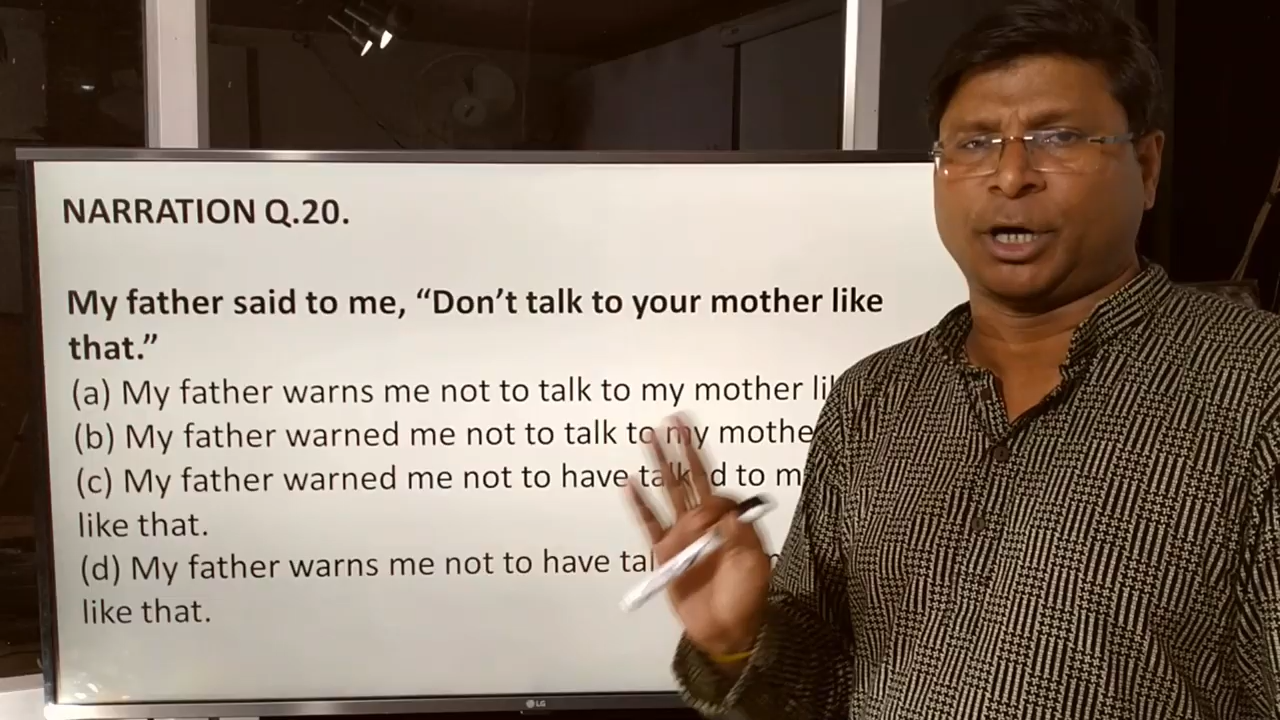 NARRATION Q.20.
My father said to me, “Don’t talk to your mother like
that.”
(a) My father warns me not to talk to my mother
(b) My father warned me not to talk to my
(c) My father warned me not to have talked to
like that.
(d) My father warns me not to have
like that.
LG